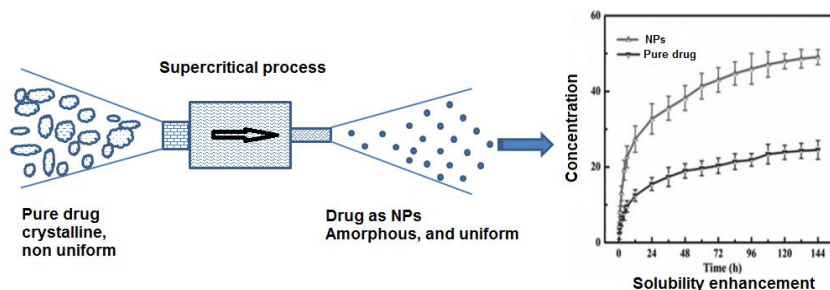 Supercritical process
Pure drug
crystalline,
non uniform
Drug as NPs
Amorphous, and uniform
60
40
20
0
Concentration
NPs
Pure drug
0 24 48 72 96 120 144
Time (h)
Solubility enhancement